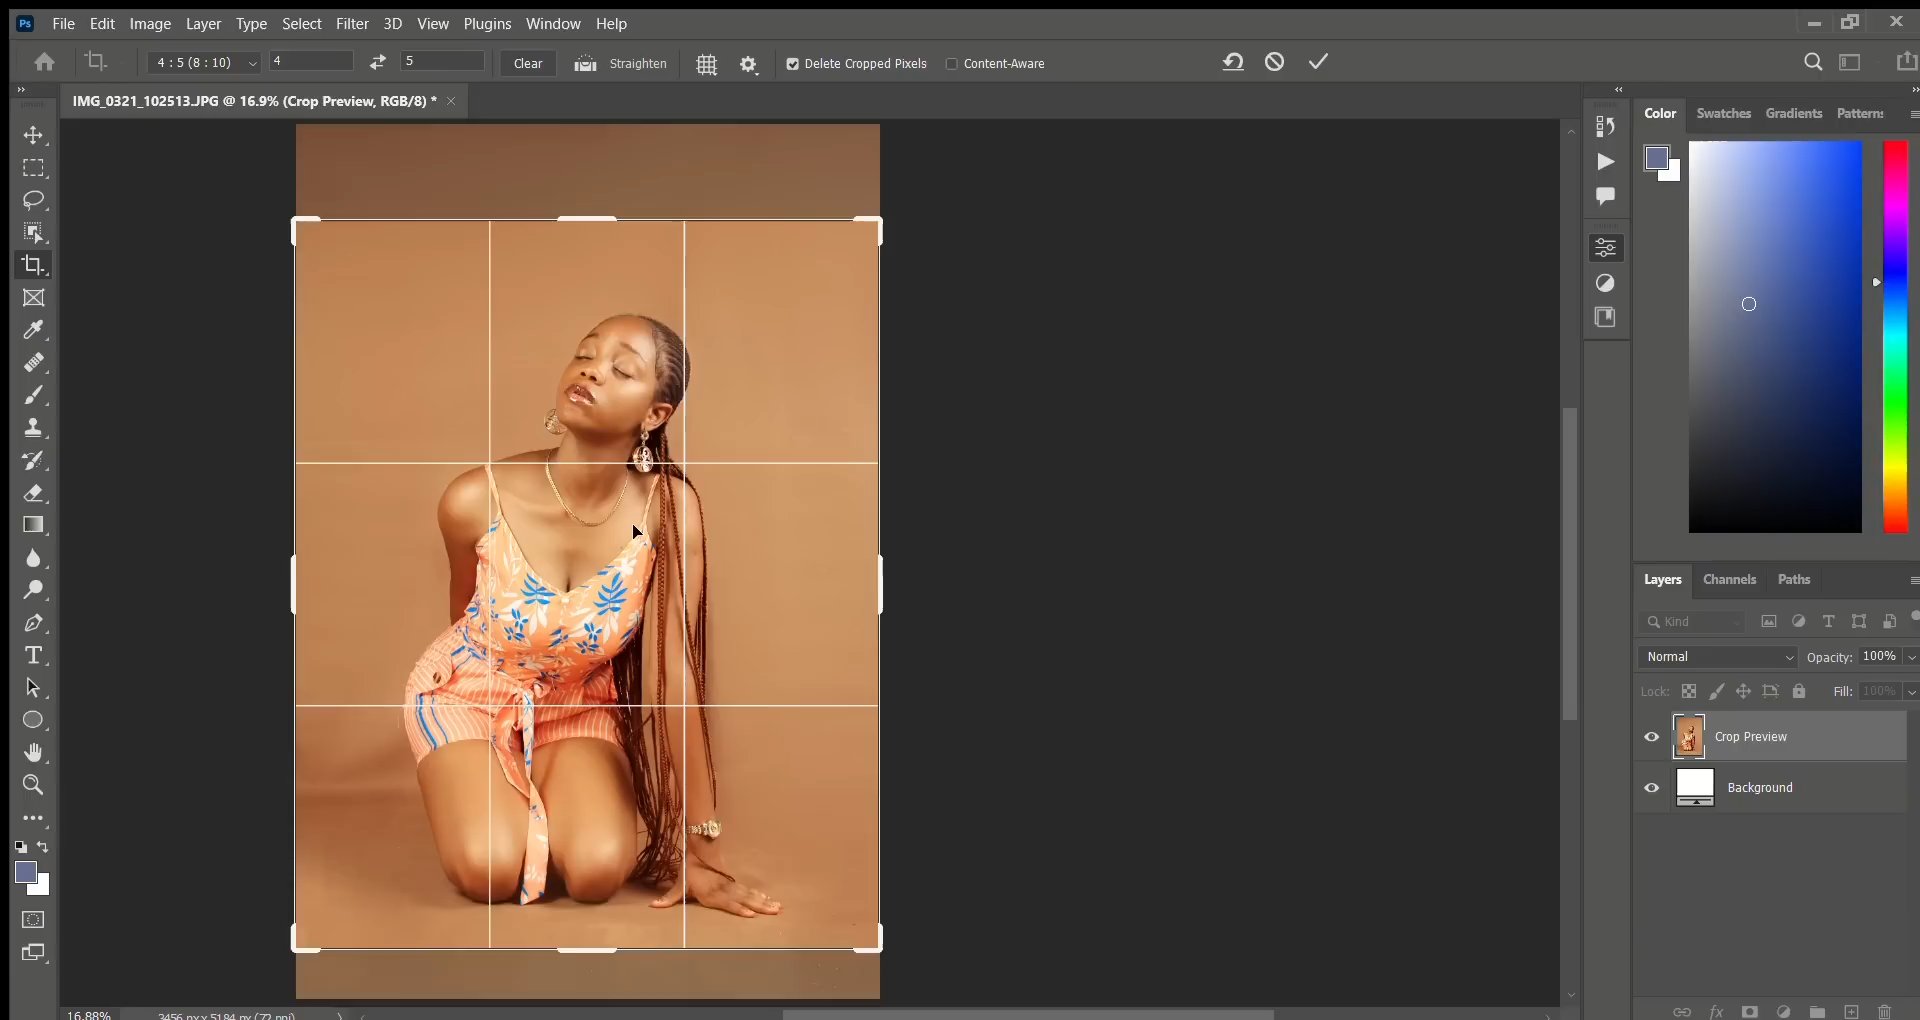 Ps File Edit Image Layer Type Select Filter 3D View Plugins Window Help
4 : 5 (8 : 10) 4 5 Clear Straighten Delete Cropped Pixels Content-Aware
IMG_0321_102513.JPG @ 16.9% (Crop Preview, RGB/8) *
Color Swatches Gradients Patterns
Layers Channels Paths
Kind
Normal Opacity: 100%
Lock: Fill: 100%
Crop Preview
Background
16.88% 3456 px x 5184 px (72 ppi)